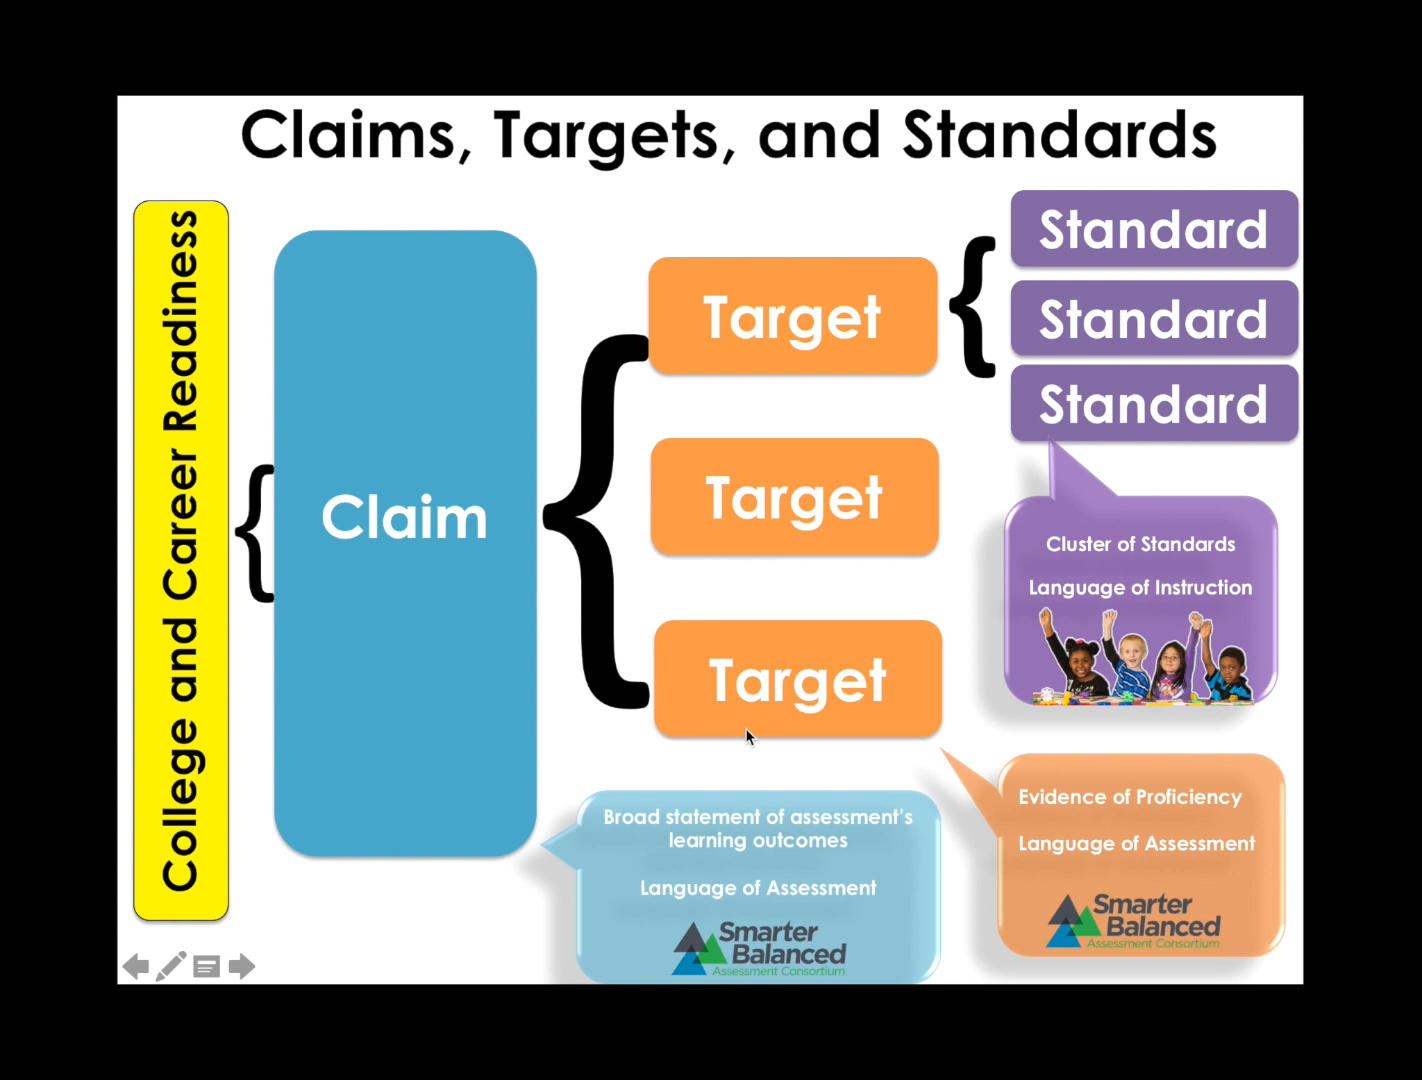 Claims, Targets, and Standards
College and Career Readiness
{
Claim
{
Target
Target
Target
{
Standard
Standard
Standard
Cluster of Standards
Language of Instruction
Evidence of Proficiency
Language of Assessment
Smarter
Balanced
Assessment Consortium
Broad statement of assessment's
learning outcomes
Language of Assessment
Smarter
Balanced
Assessment Consortium